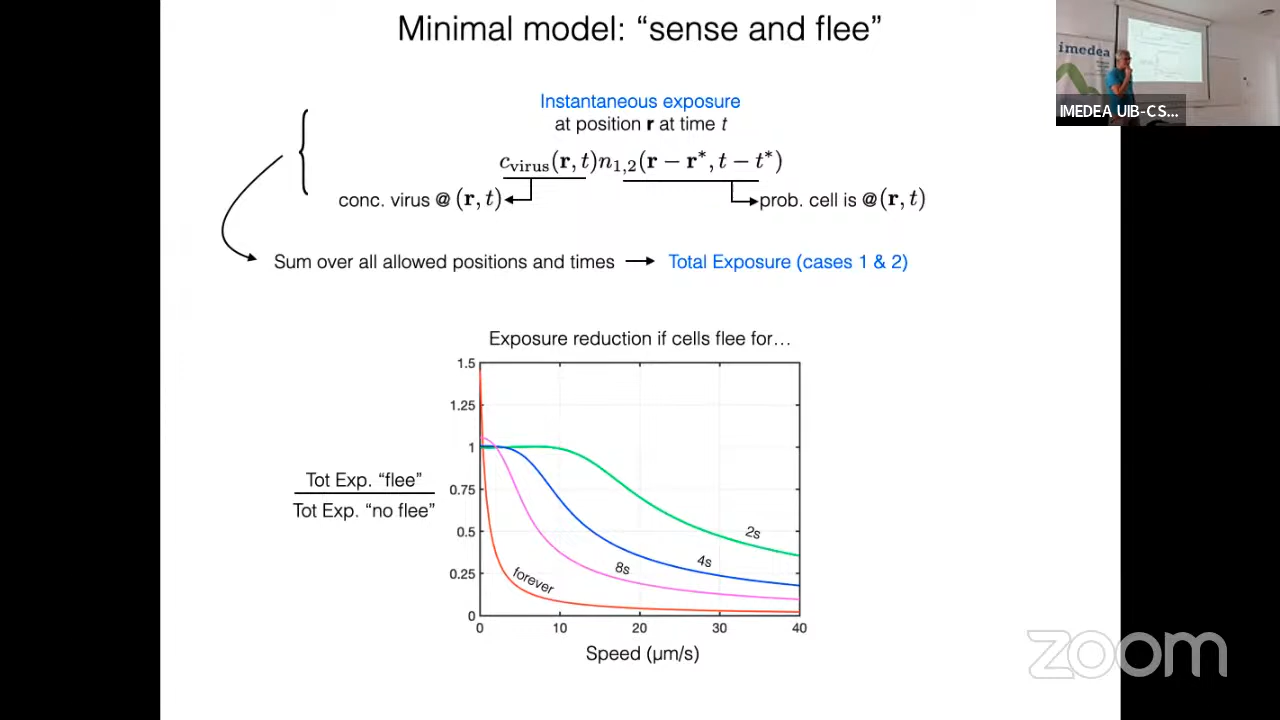 Minimal model: “sense and flee”
imedea
IMEDEA UIB-CS...
Instantaneous exposure
at position r at time t
c_virus(r, t)n_{1,2}(r − r*, t − t*)
conc. virus @ (r, t)
prob. cell is @(r, t)
Sum over all allowed positions and times
Total Exposure (cases 1 & 2)
Exposure reduction if cells flee for…
Tot Exp. “flee”
Tot Exp. “no flee”
1.5
1.25
1
0.75
0.5
0.25
0
2s
4s
8s
forever
0 10 20 30 40
Speed (μm/s)
zoom